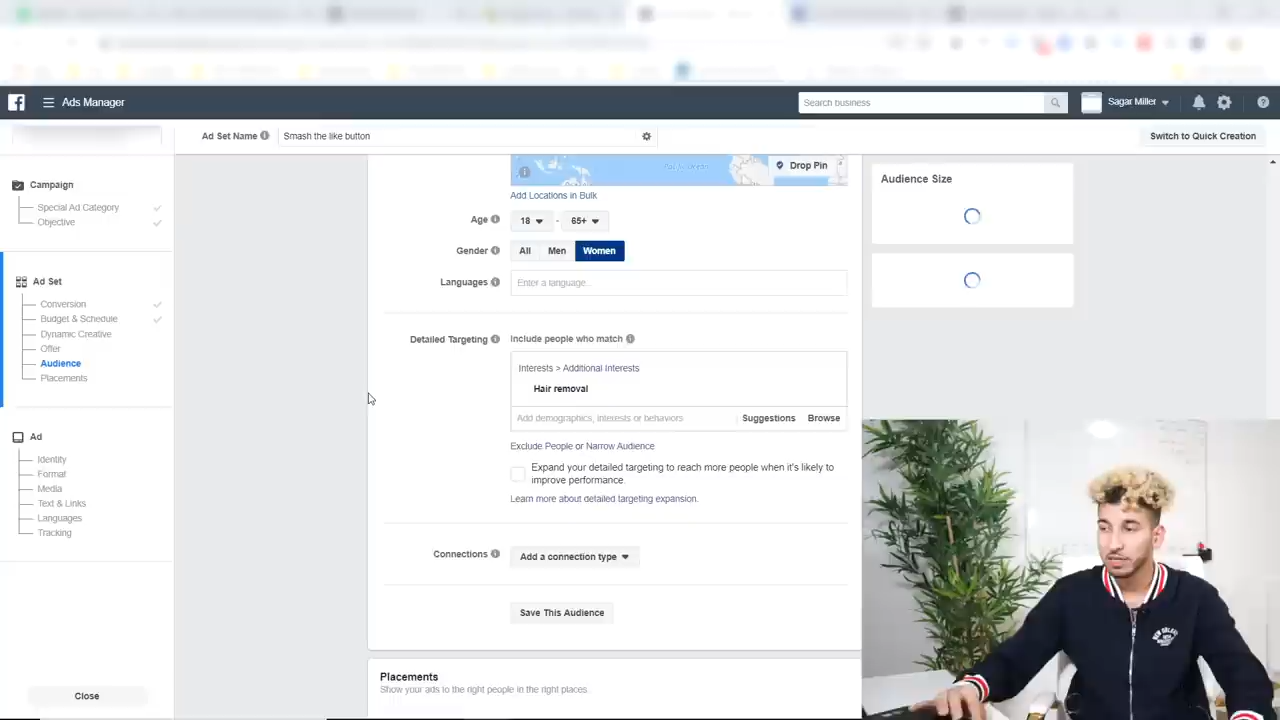 Ads Manager
Search business
Sagar Miller
Ad Set Name
Smash the like button
Switch to Quick Creation
Campaign
Special Ad Category
Objective
Ad Set
Conversion
Budget & Schedule
Dynamic Creative
Offer
Audience
Placements
Ad
Identity
Format
Media
Text & Links
Languages
Tracking
Close
Drop Pin
Add Locations in Bulk
Age
18 - 65+
Gender
All Men Women
Languages
Enter a language...
Detailed Targeting
Include people who match
Interests > Additional Interests
Hair removal
Add demographics, interests or behaviors
Suggestions Browse
Exclude People or Narrow Audience
Expand your detailed targeting to reach more people when it's likely to
improve performance.
Learn more about detailed targeting expansion.
Connections
Add a connection type
Save This Audience
Placements
Show your ads to the right people in the right places
Audience Size